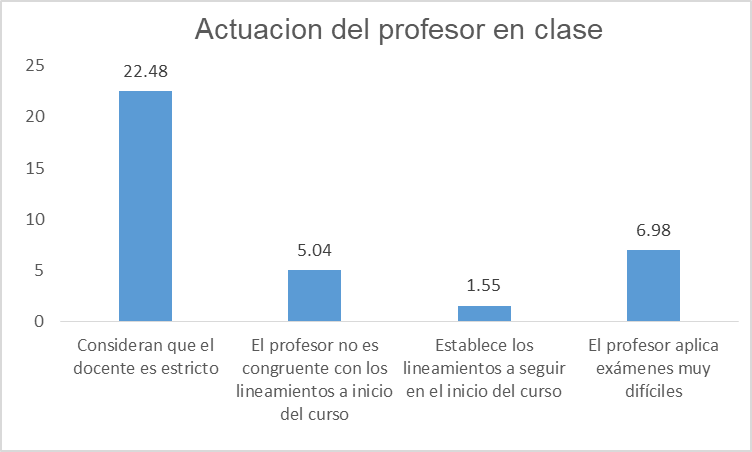 Actuacion del profesor en clase
25
20
15
10
5
0
22.48
5.04
1.55
6.98
Consideran que el
docente es estricto
El profesor no es
congruente con los
lineamientos a inicio
del curso
Establece los
lineamientos a seguir
en el inicio del curso
El profesor aplica
exámenes muy
difíciles